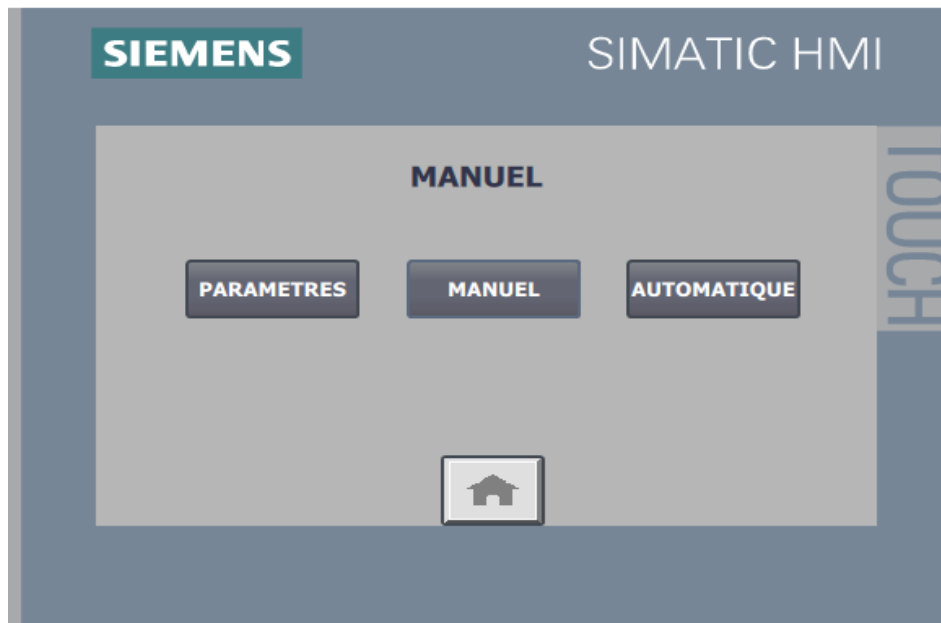 SIEMENS
SIMATIC HMI
TOUCH
MANUEL
PARAMETRES
MANUEL
AUTOMATIQUE